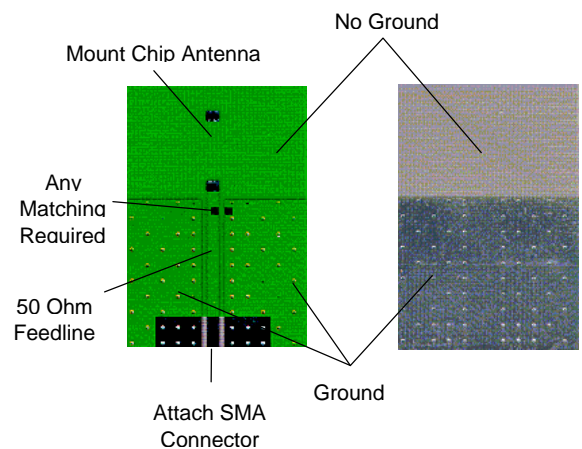 No Ground
Mount Chip Antenna
Any
Matching
Required
50 Ohm
Feedline
Ground
Attach SMA
Connector